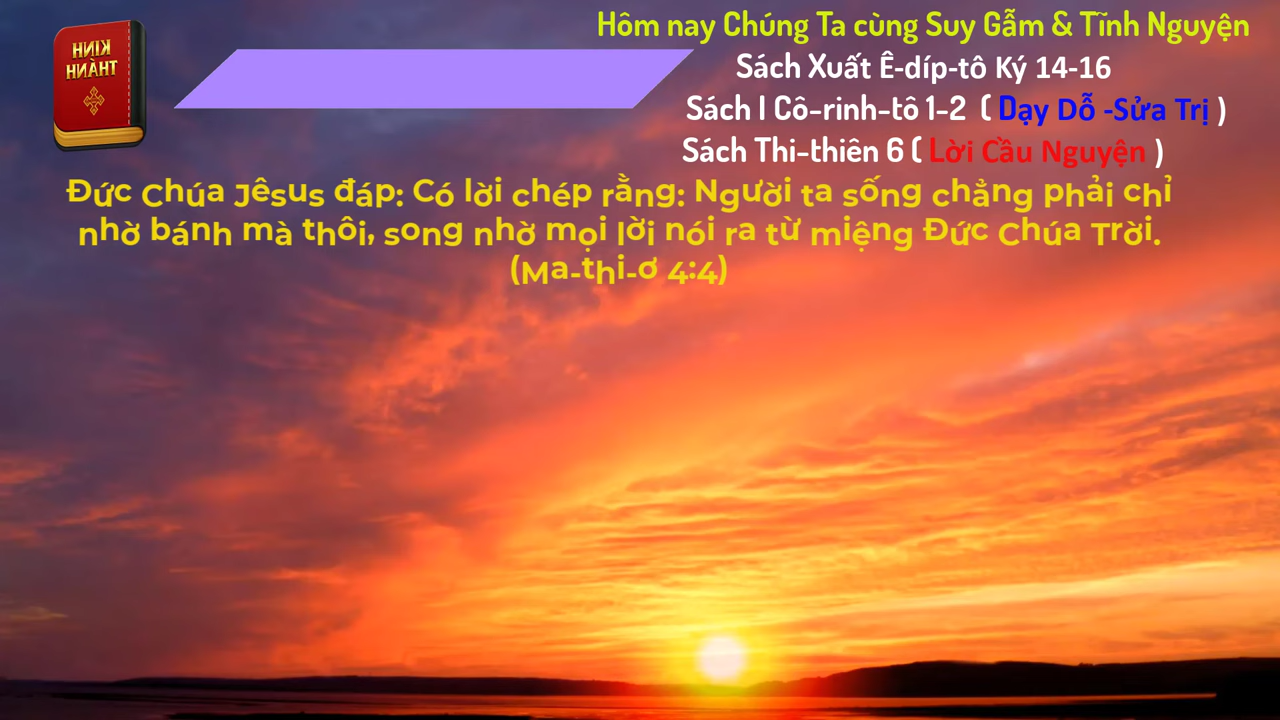 KINH
THÀNH
Hôm nay Chúng Ta cùng Suy Gẫm & Tĩnh Nguyện
Sách Xuất Ê-díp-tô Ký 14-16
Sách I Cô-rinh-tô 1-2 ( Dạy Dỗ -Sửa Trị )
Sách Thi-thiên 6 ( Lời Cầu Nguyện )
Đức Chúa Jêsus đáp: Có lời chép rằng: Người ta sống chẳng phải chỉ
nhờ bánh mà thôi, song nhờ mọi lời nói ra từ miệng Đức Chúa Trời.
(Ma-thi-ơ 4:4)